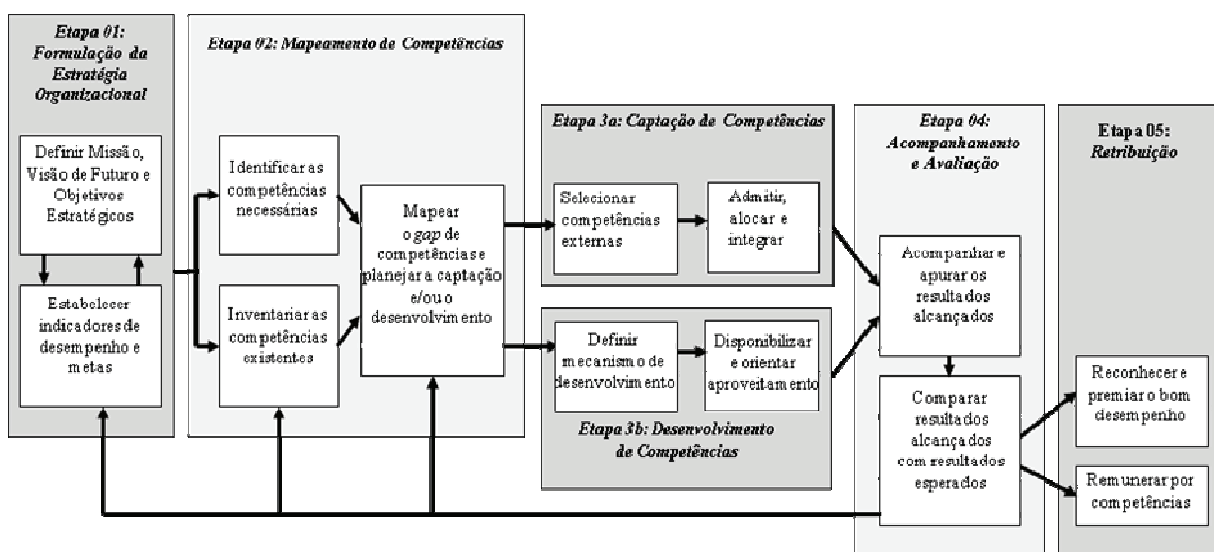 Etapa 01:
Formulação da
Estratégia
Organizacional
Definir Missão,
Visão de Futuro e
Objetivos
Estratégicos
Estabelecer
indicadores de
desempenho e
metas
Etapa 02: Mapeamento de Competências
Identificar as
competências
necessárias
Inventariar as
competências
existentes
Mapear
o gap de
competências e
planejar a captação
e/ou o
desenvolvimento
Etapa 3a: Captação de Competências
Selecionar
competências
externas
Admitir,
alocar e
integrar
Definir
mecanismo de
desenvolvimento
Disponibilizar
e orientar
aproveitamento
Etapa 3b: Desenvolvimento
de Competências
Etapa 04:
Acompanhamento
e Avaliação
Acompanhar e
apurar os
resultados
alcançados
Comparar
resultados
alcançados
com resultados
esperados
Etapa 05:
Retribuição
Reconhecer e
premiar o bom
desempenho
Remunerar por
competências